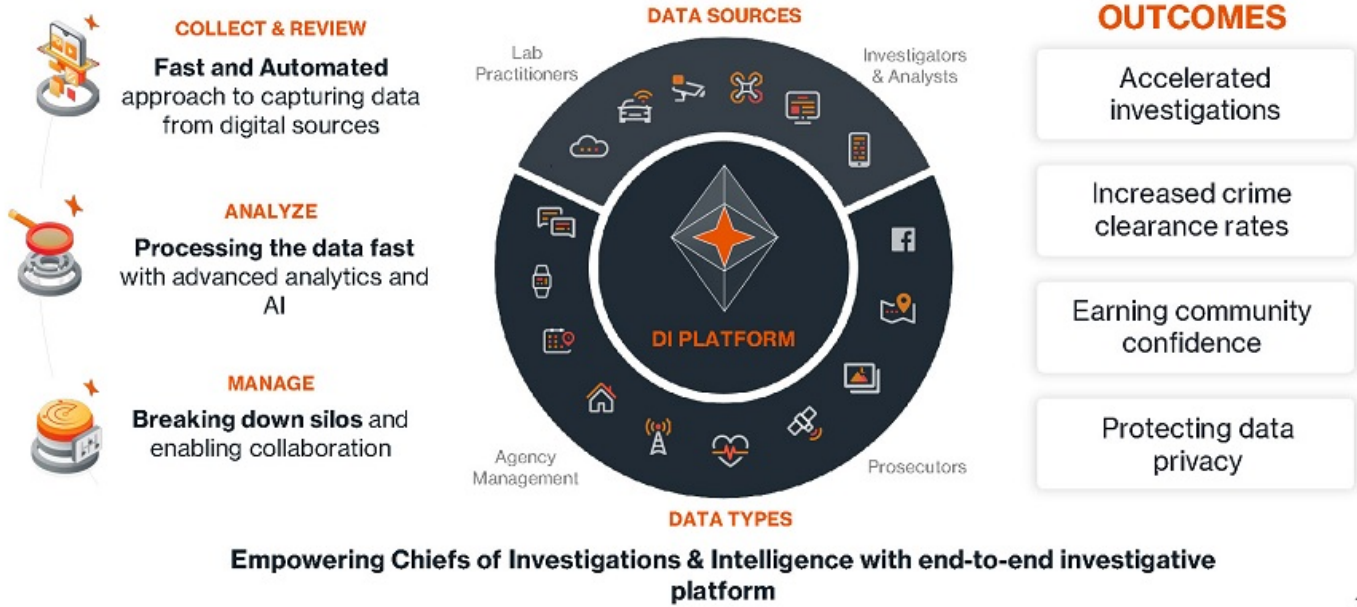 COLLECT & REVIEW
Fast and Automated
approach to capturing data
from digital sources
ANALYZE
Processing the data fast
with advanced analytics and
AI
MANAGE
Breaking down silos and
enabling collaboration
DATA SOURCES
Lab
Practitioners
Investigators
& Analysts
DI PLATFORM
Agency
Management
Prosecutors
DATA TYPES
OUTCOMES
Accelerated
investigations
Increased crime
clearance rates
Earning community
confidence
Protecting data
privacy
Empowering Chiefs of Investigations & Intelligence with end-to-end investigative
platform